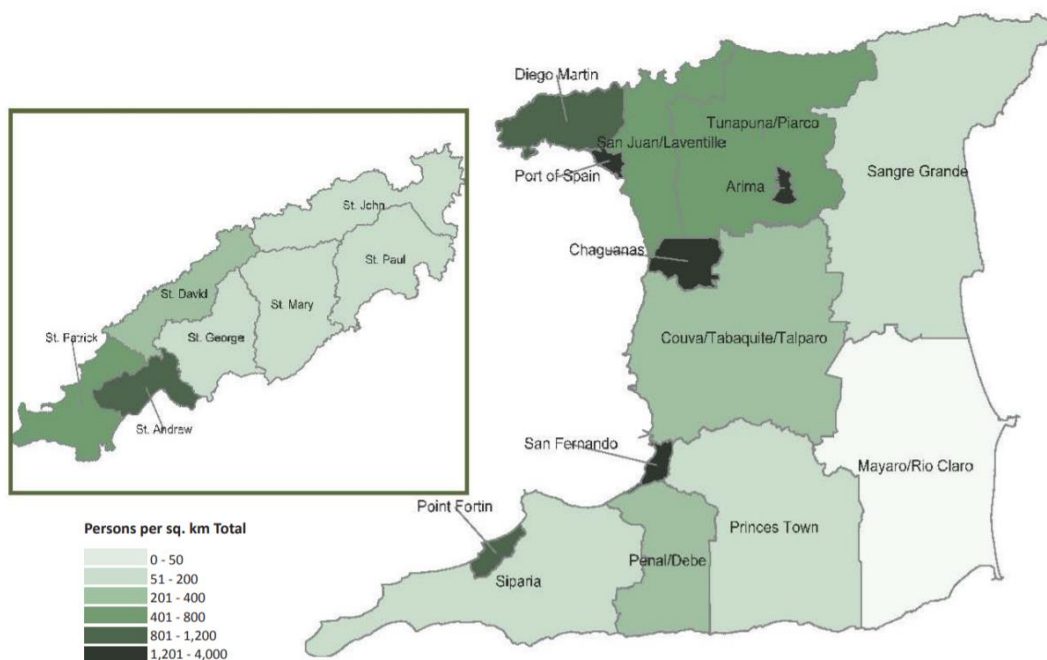 Diego Martin
Tunapuna/Piarco
San Juan/Laventille
Port of Spain
Arima
Sangre Grande
Chaguanas
Couva/Tabaquite/Talparo
San Fernando
Mayaro/Rio Claro
Point Fortin
Princes Town
Penal/Debe
Siparia
St. John
St. Paul
St. David
St. Mary
St. George
St. Patrick
St. Andrew
Persons per sq. km Total
0 - 50
51 - 200
201 - 400
401 - 800
801 - 1,200
1,201 - 4,000